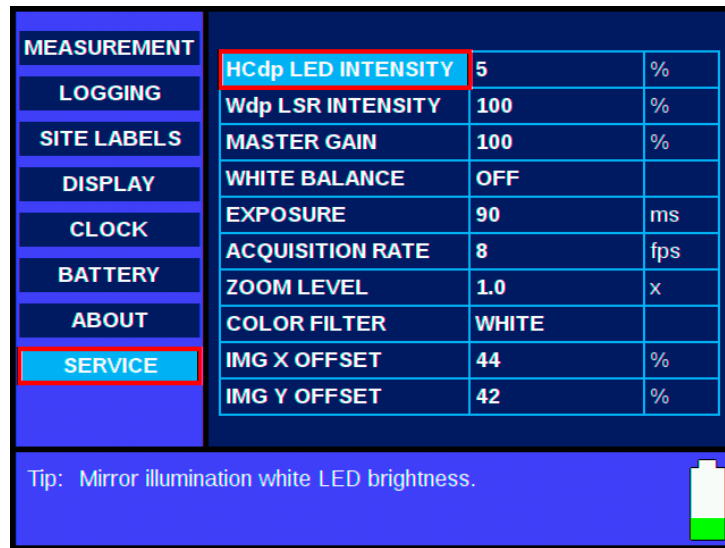 MEASUREMENT
LOGGING
SITE LABELS
DISPLAY
CLOCK
BATTERY
ABOUT
SERVICE
HCdp LED INTENSITY 5 %
Wdp LSR INTENSITY 100 %
MASTER GAIN 100 %
WHITE BALANCE OFF
EXPOSURE 90 ms
ACQUISITION RATE 8 fps
ZOOM LEVEL 1.0 x
COLOR FILTER WHITE
IMG X OFFSET 44 %
IMG Y OFFSET 42 %
Tip: Mirror illumination white LED brightness.